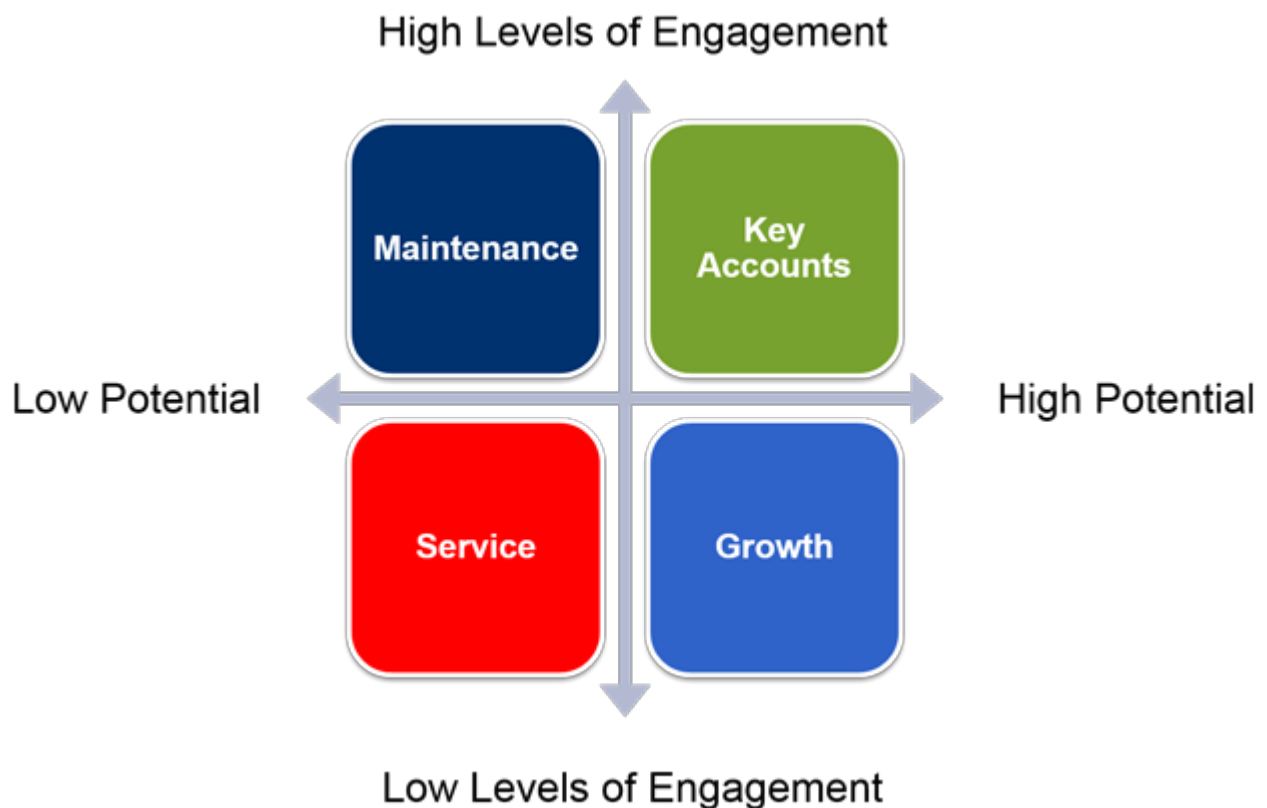 High Levels of Engagement
Maintenance
Key
Accounts
Low Potential
High Potential
Service
Growth
Low Levels of Engagement